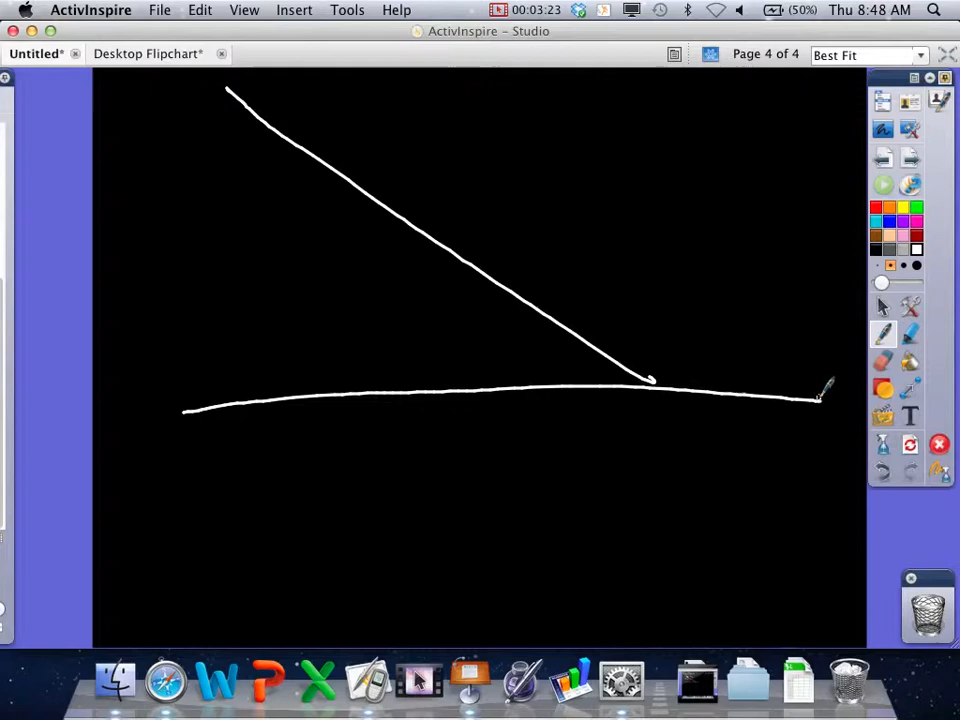 ActivInspire File Edit View Insert Tools Help 00:03:23 (50%) Thu 8:48 AM
ActivInspire – Studio
Untitled* Desktop Flipchart* Page 4 of 4 Best Fit
T
W P X